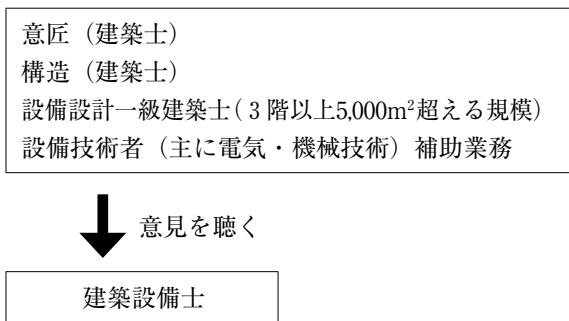 意匠（建築士）
構造（建築士）
設備設計一級建築士(３階以上5,000m²超える規模)
設備技術者（主に電気・機械技術）補助業務
意見を聴く
建築設備士